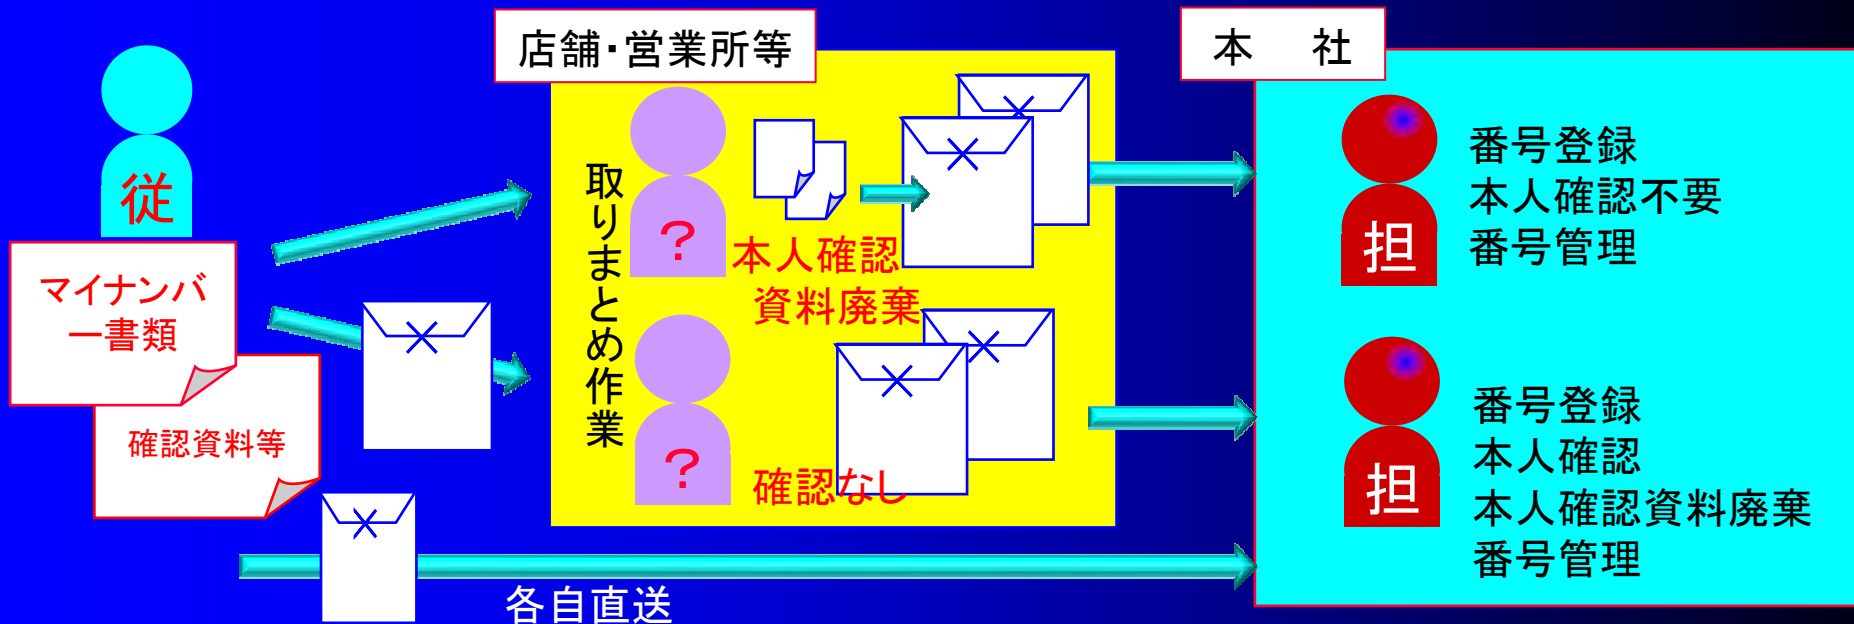 店舗・営業所等
本　社
従
マイナンバ
ー書類
確認資料等
取りまとめ作業
？
本人確認
資料廃棄
？
確認なし
各自直送
担
番号登録
本人確認不要
番号管理
担
番号登録
本人確認
本人確認資料廃棄
番号管理